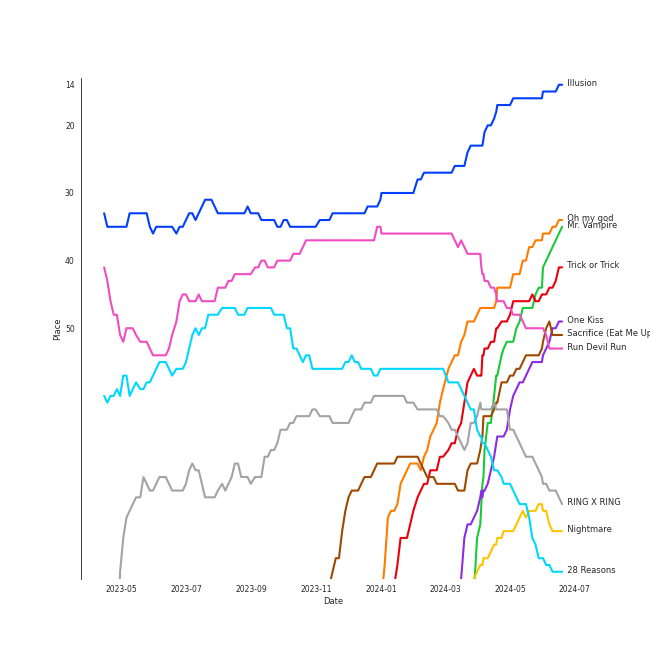 14
Illusion
20
30
Oh my god
Mr. Vampire
40
Trick or Trick
One Kiss
50
Sacrifice (Eat Me Up
Run Devil Run
Place
RING X RING
Nightmare
28 Reasons
2023-05
2023-07
2023-09
2023-11
2024-01
2024-03
2024-05
2024-07
Date